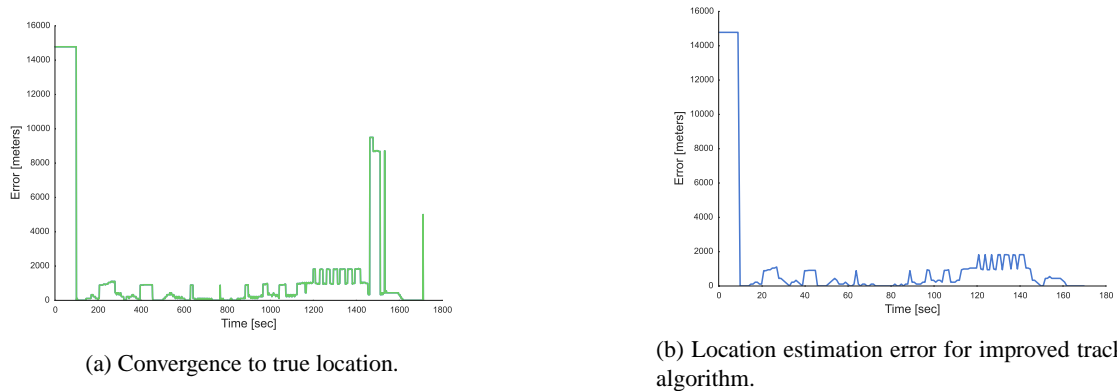 16000
14000
12000
10000
8000
6000
4000
2000
0
Error [meters]
0 200 400 600 800 1000 1200 1400 1600 1800
Time [sec]
(a) Convergence to true location.
16000
14000
12000
10000
8000
6000
4000
2000
0
Error [meters]
0 20 40 60 80 100 120 140 160 180
Time [sec]
(b) Location estimation error for improved
algorithm.